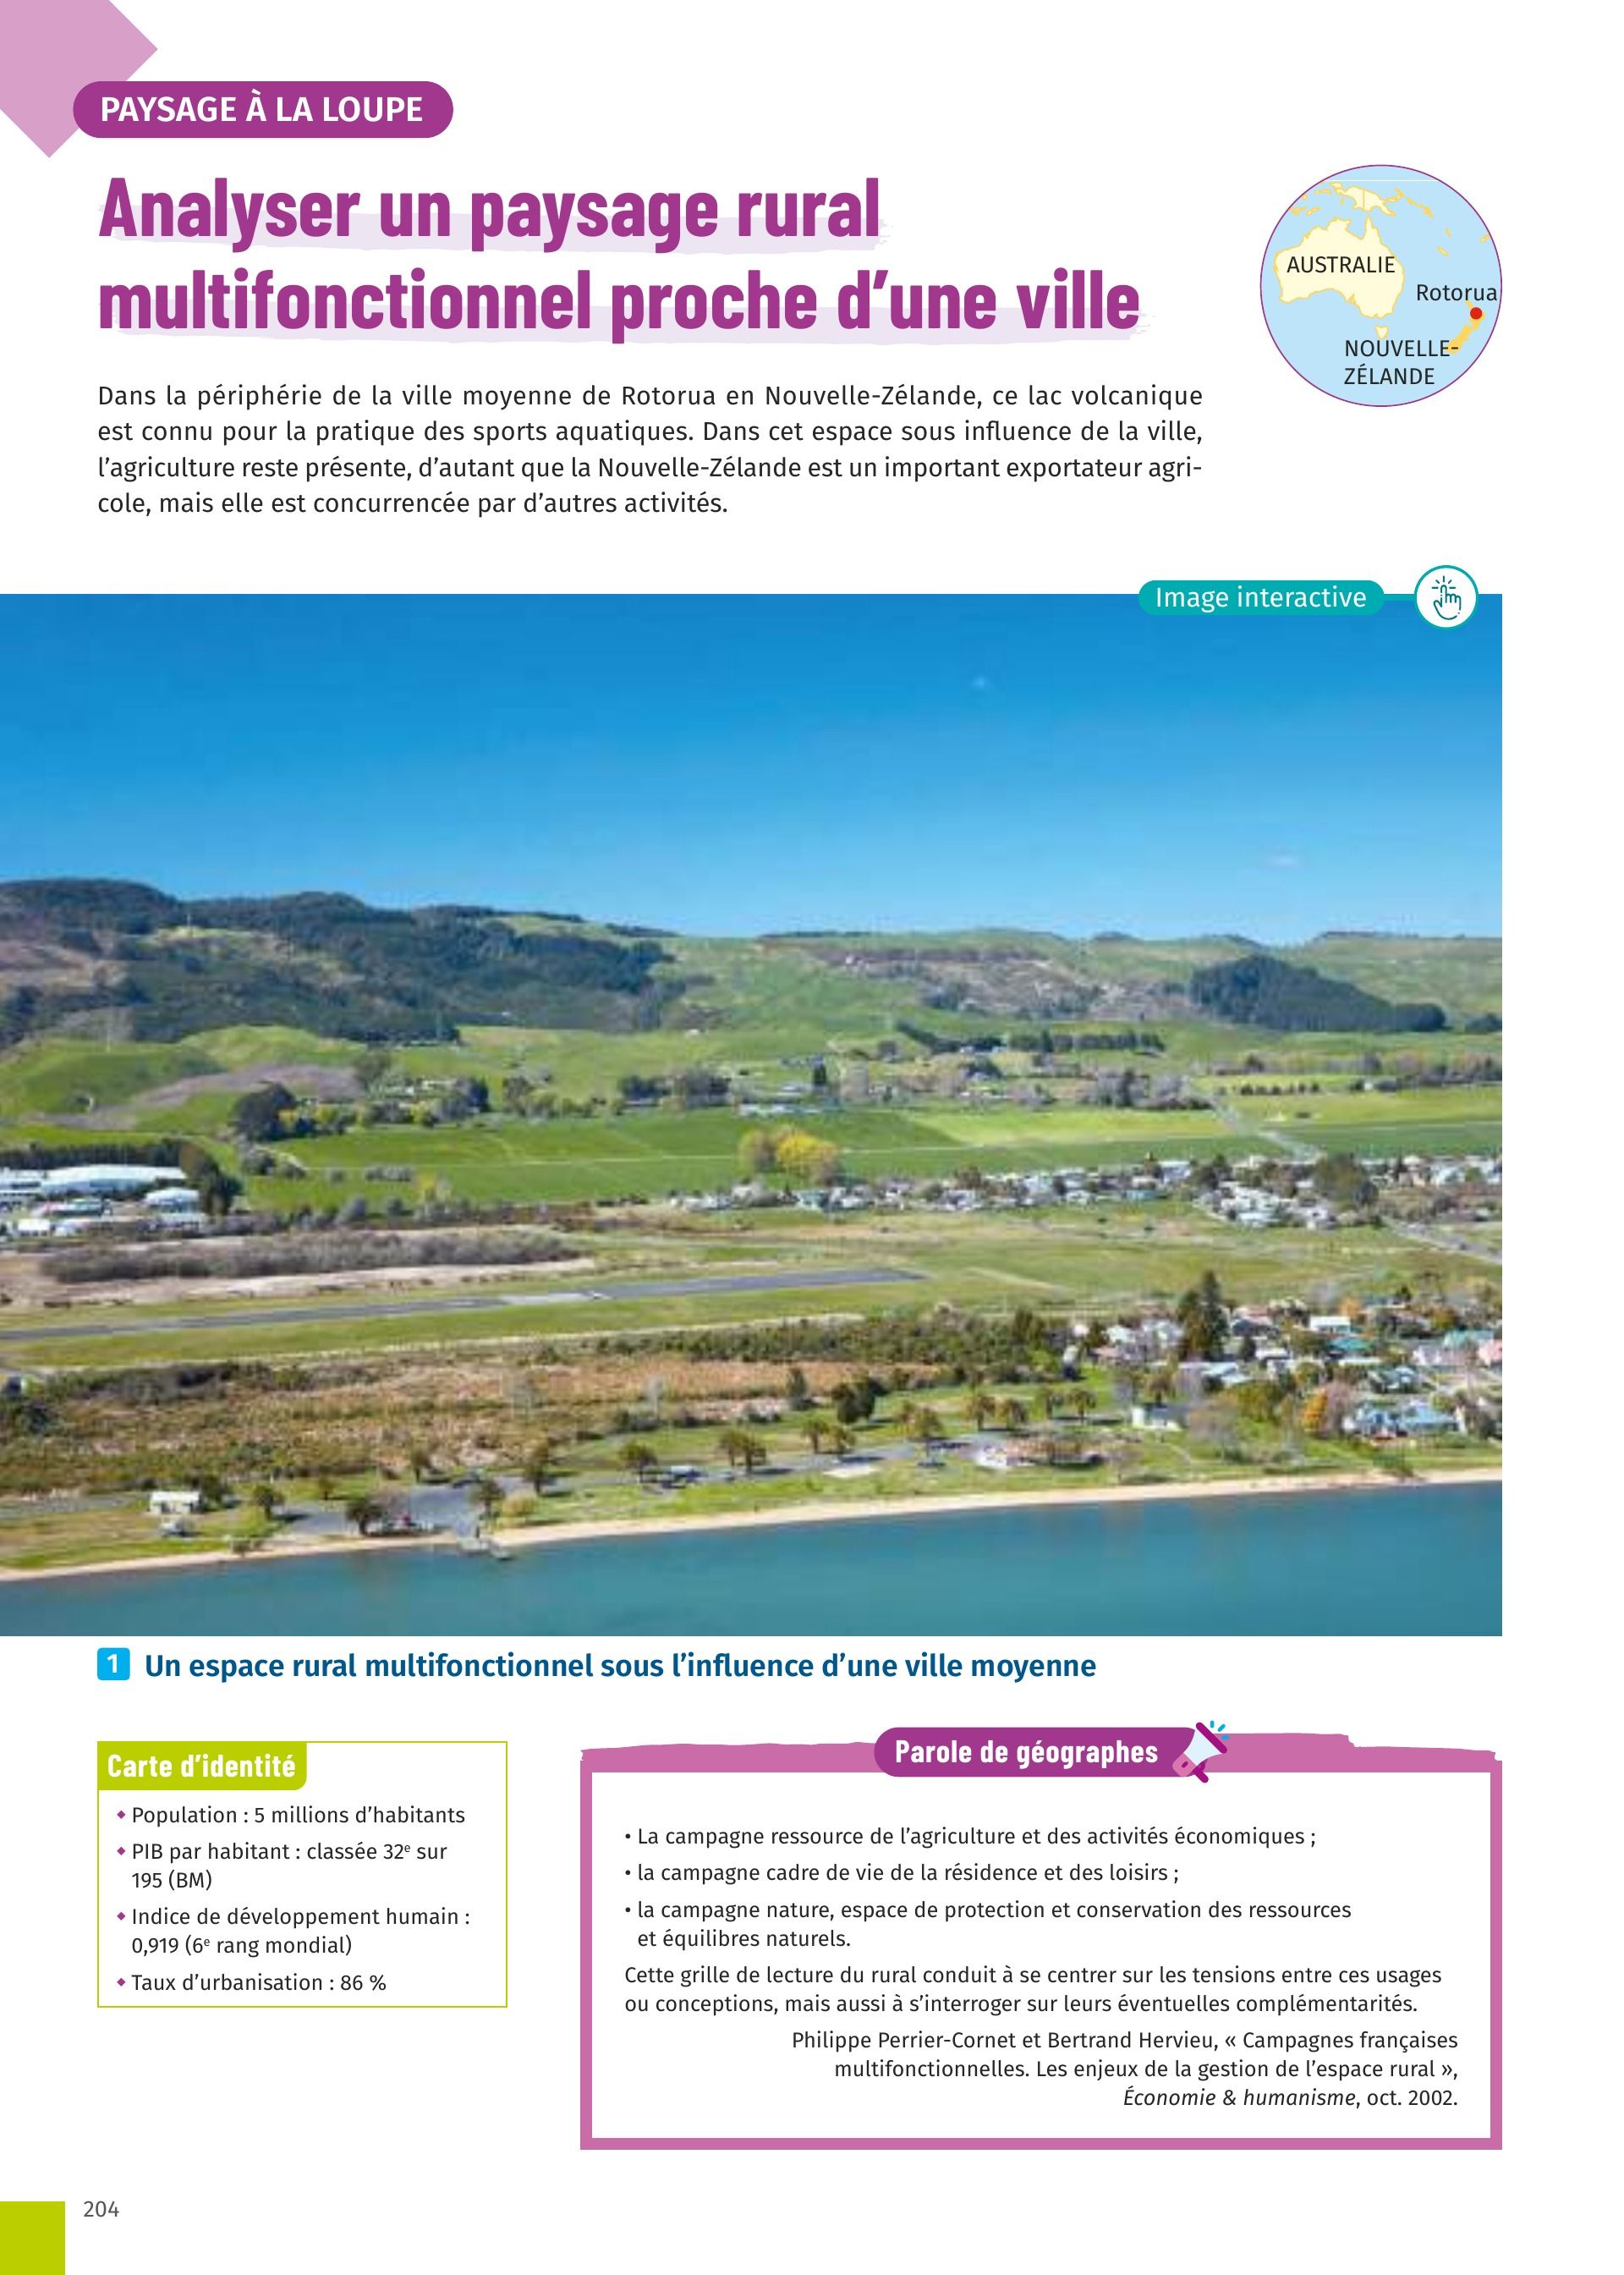 PAYSAGE À LA LOUPE
Analyser un paysage rural
multifonctionnel proche d’une ville
AUSTRALIE
Rotorua
NOUVELLE-
ZÉLANDE
Dans la périphérie de la ville moyenne de Rotorua en Nouvelle-Zélande, ce lac volcanique
est connu pour la pratique des sports aquatiques. Dans cet espace sous influence de la ville,
l’agriculture reste présente, d’autant que la Nouvelle-Zélande est un important exportateur agri-
cole, mais elle est concurrencée par d’autres activités.
Image interactive
1 Un espace rural multifonctionnel sous l’influence d’une ville moyenne
Carte d’identité
◆ Population : 5 millions d’habitants
◆ PIB par habitant : classée 32e sur
195 (BM)
◆ Indice de développement humain :
0,919 (6e rang mondial)
◆ Taux d’urbanisation : 86 %
Parole de géographes
• La campagne ressource de l’agriculture et des activités économiques ;
• la campagne cadre de vie de la résidence et des loisirs ;
• la campagne nature, espace de protection et conservation des ressources
et équilibres naturels.
Cette grille de lecture du rural conduit à se centrer sur les tensions entre ces usages
ou conceptions, mais aussi à s’interroger sur leurs éventuelles complémentarités.
Philippe Perrier-Cornet et Bertrand Hervieu, « Campagnes françaises
multifonctionnelles. Les enjeux de la gestion de l’espace rural »,
Économie & humanisme, oct. 2002.
204